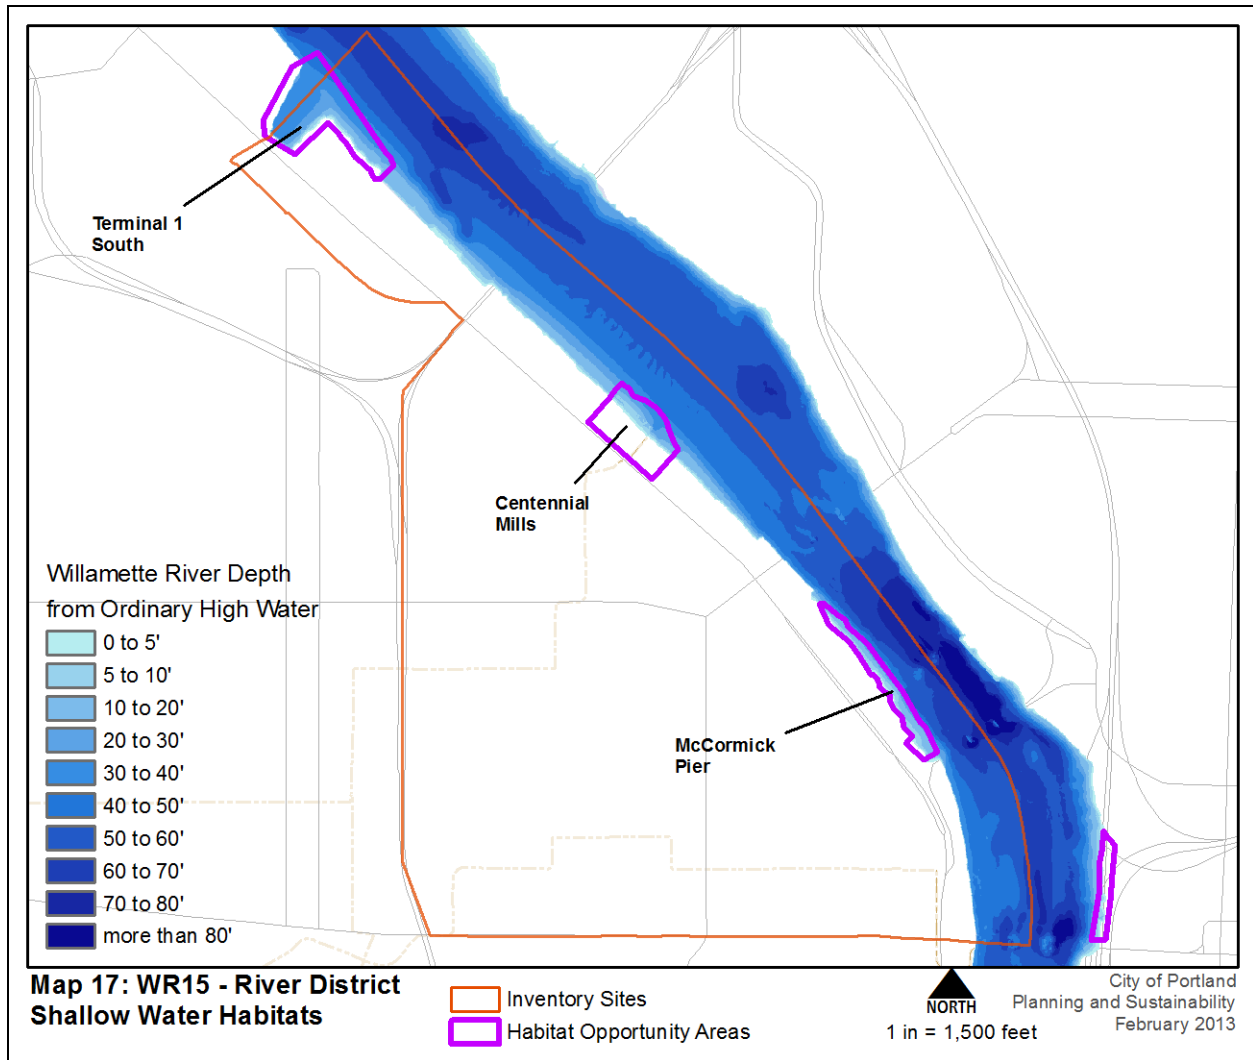 Terminal 1
South
Centennial
Mills
McCormick
Pier
Willamette River Depth
from Ordinary High Water
0 to 5'
5 to 10'
10 to 20'
20 to 30'
30 to 40'
40 to 50'
50 to 60'
60 to 70'
70 to 80'
more than 80'
Map 17: WR15 - River District
Shallow Water Habitats
Inventory Sites
Habitat Opportunity Areas
NORTH
1 in = 1,500 feet
City of Portland
Planning and Sustainability
February 2013